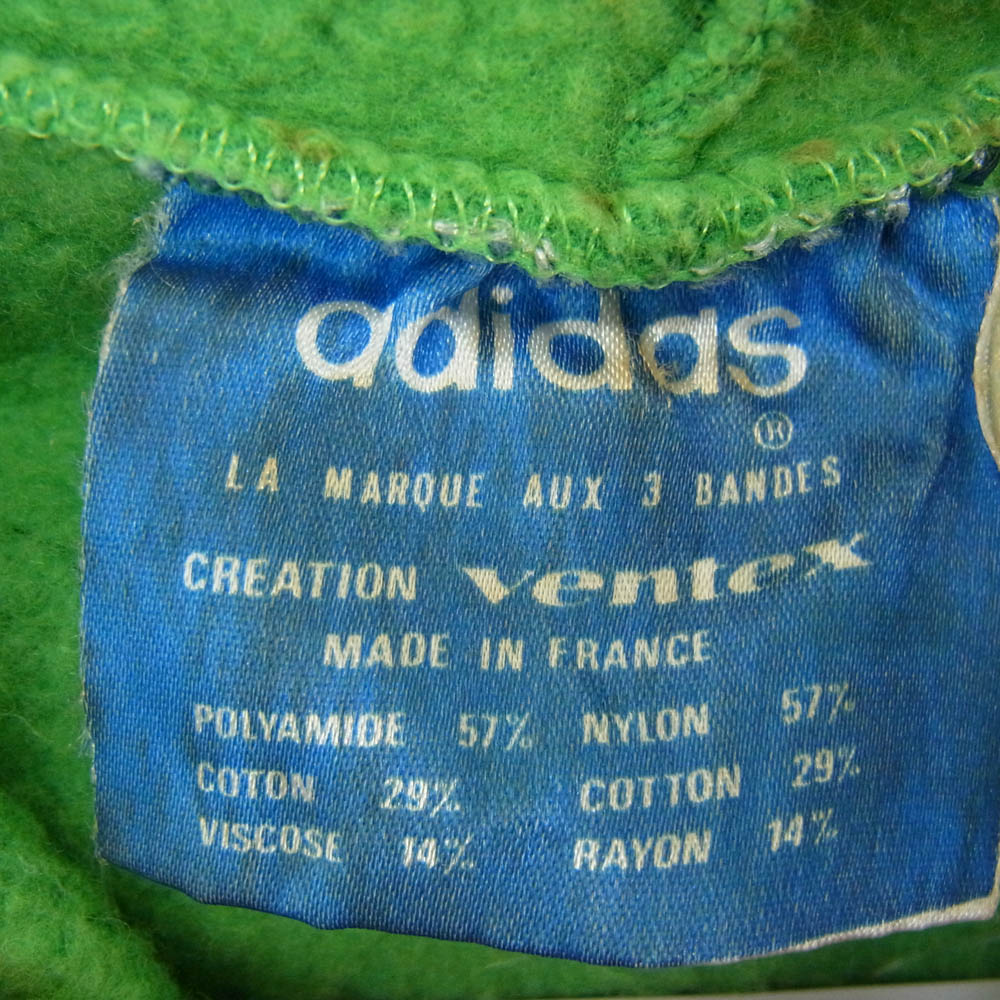 adidas
®
LA MARQUE AUX 3 BANDES
CREATION ventex
MADE IN FRANCE
POLYAMIDE 57% NYLON 57%
COTON 29% COTTON 29%
VISCOSE 14% RAYON 14%